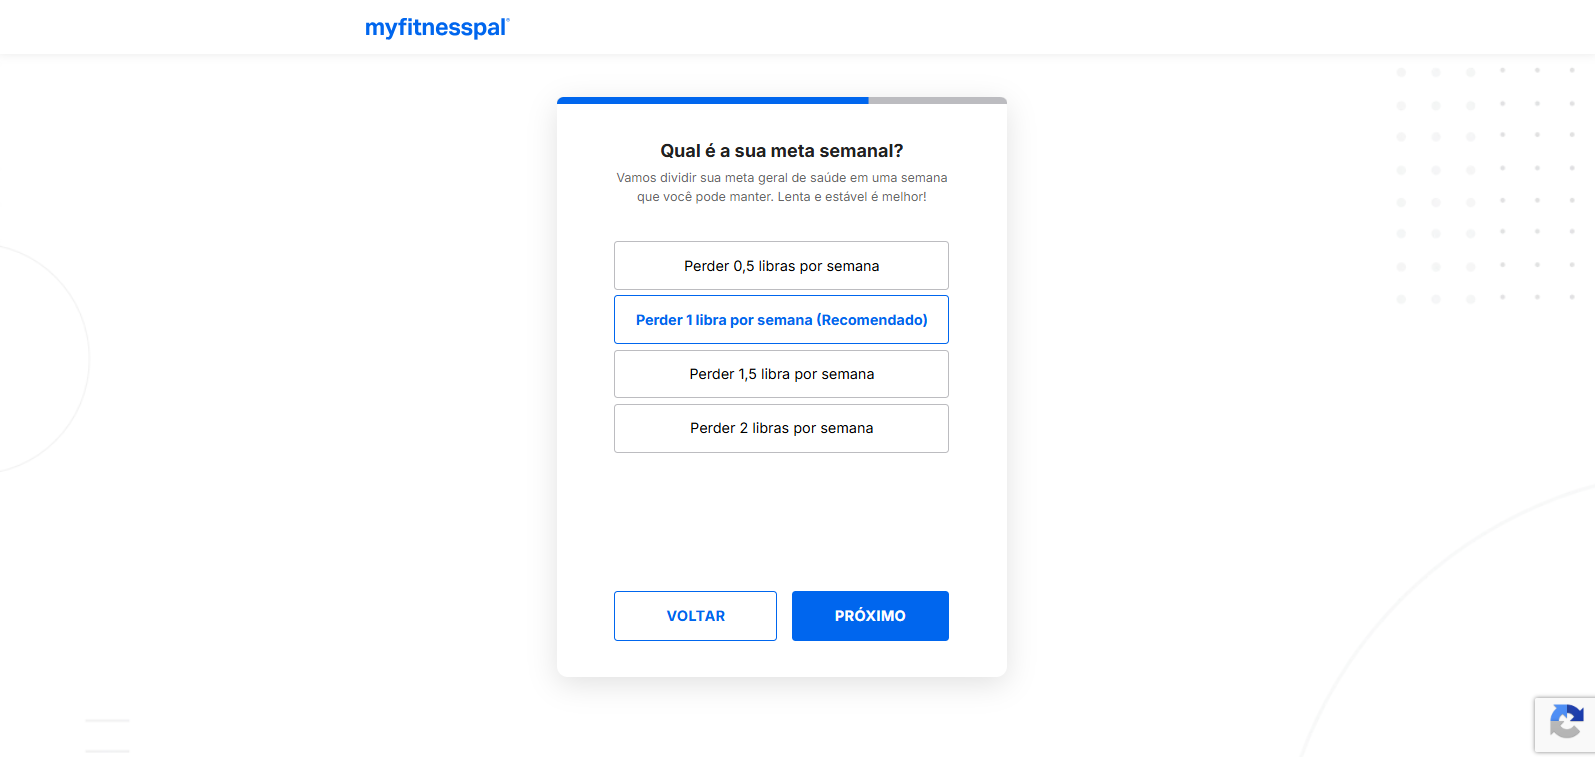 myfitnesspal®
Qual é a sua meta semanal?
Vamos dividir sua meta geral de saúde em uma semana
que você pode manter. Lenta e estável é melhor!
Perder 0,5 libras por semana
Perder 1 libra por semana (Recomendado)
Perder 1,5 libra por semana
Perder 2 libras por semana
VOLTAR
PRÓXIMO